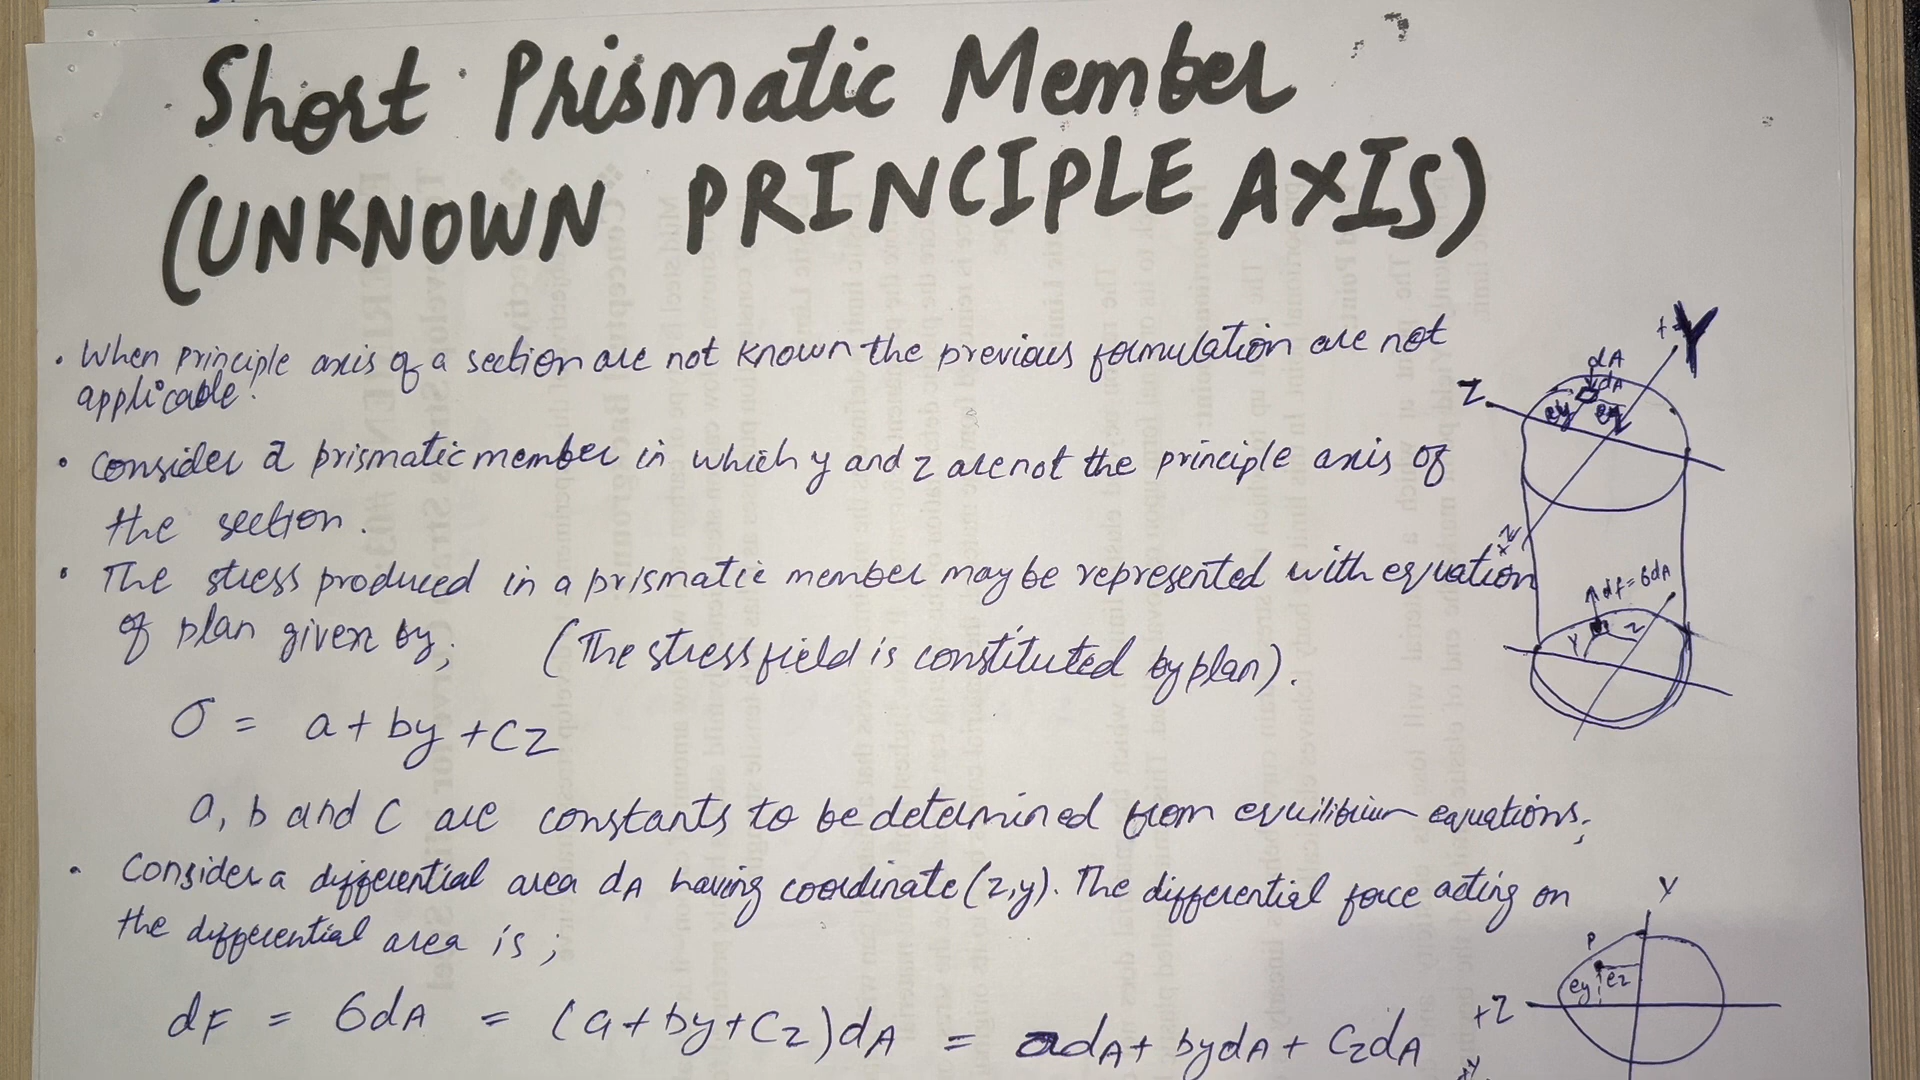 Short Prismatic Member
(UNKNOWN PRINCIPLE AXIS)
• When principle axis of a section are not known the previous formulation are not
applicable.
• Consider a prismatic member in which y and z are not the principle axis of
the section.
• The stress produced in a prismatic member may be represented with equation
of plan given by; (The stress field is constituted by plan).
σ = a + by + cz
a, b and c are constants to be determined from equilibrium equations;
• Consider a differential area dA having coordinate (z,y). The differential force acting on
the differential area is;
dF = σdA = (a+by+cz)dA = adA + bydA + czdA
Y
dA
dA
Z
ey
+z
df = σdA
Y
z
Y
P
ey
ez
+Z
+Y